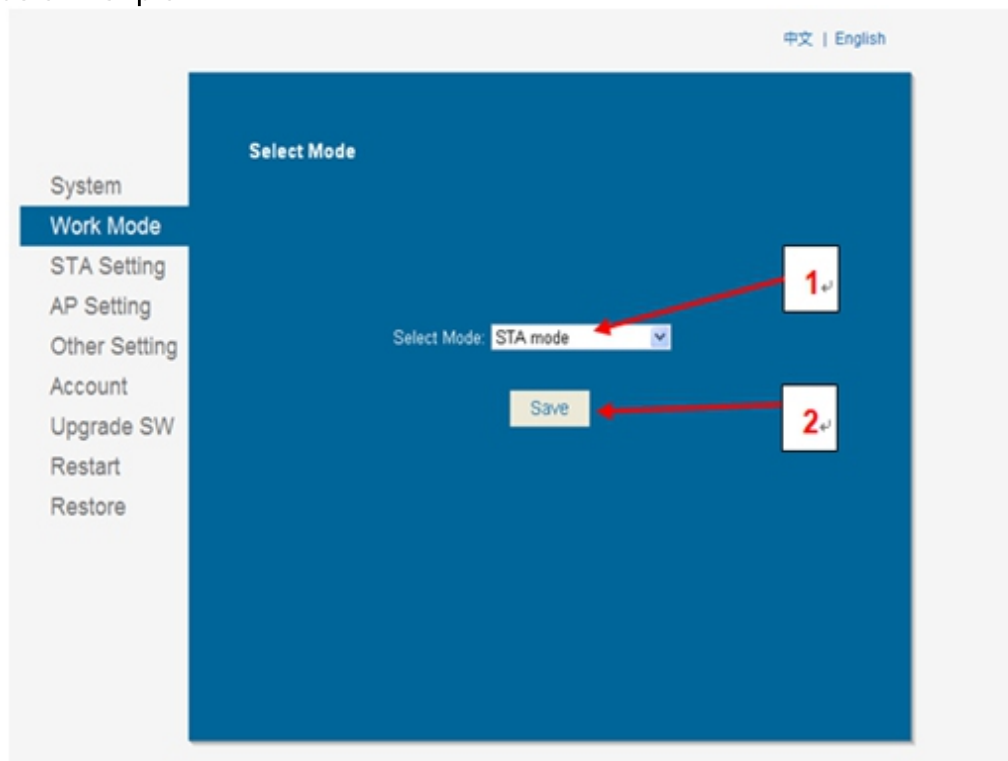 中文 | English
Select Mode
System
Work Mode
STA Setting
AP Setting
Other Setting
Account
Upgrade SW
Restart
Restore
Select Mode: STA mode
Save
1
2